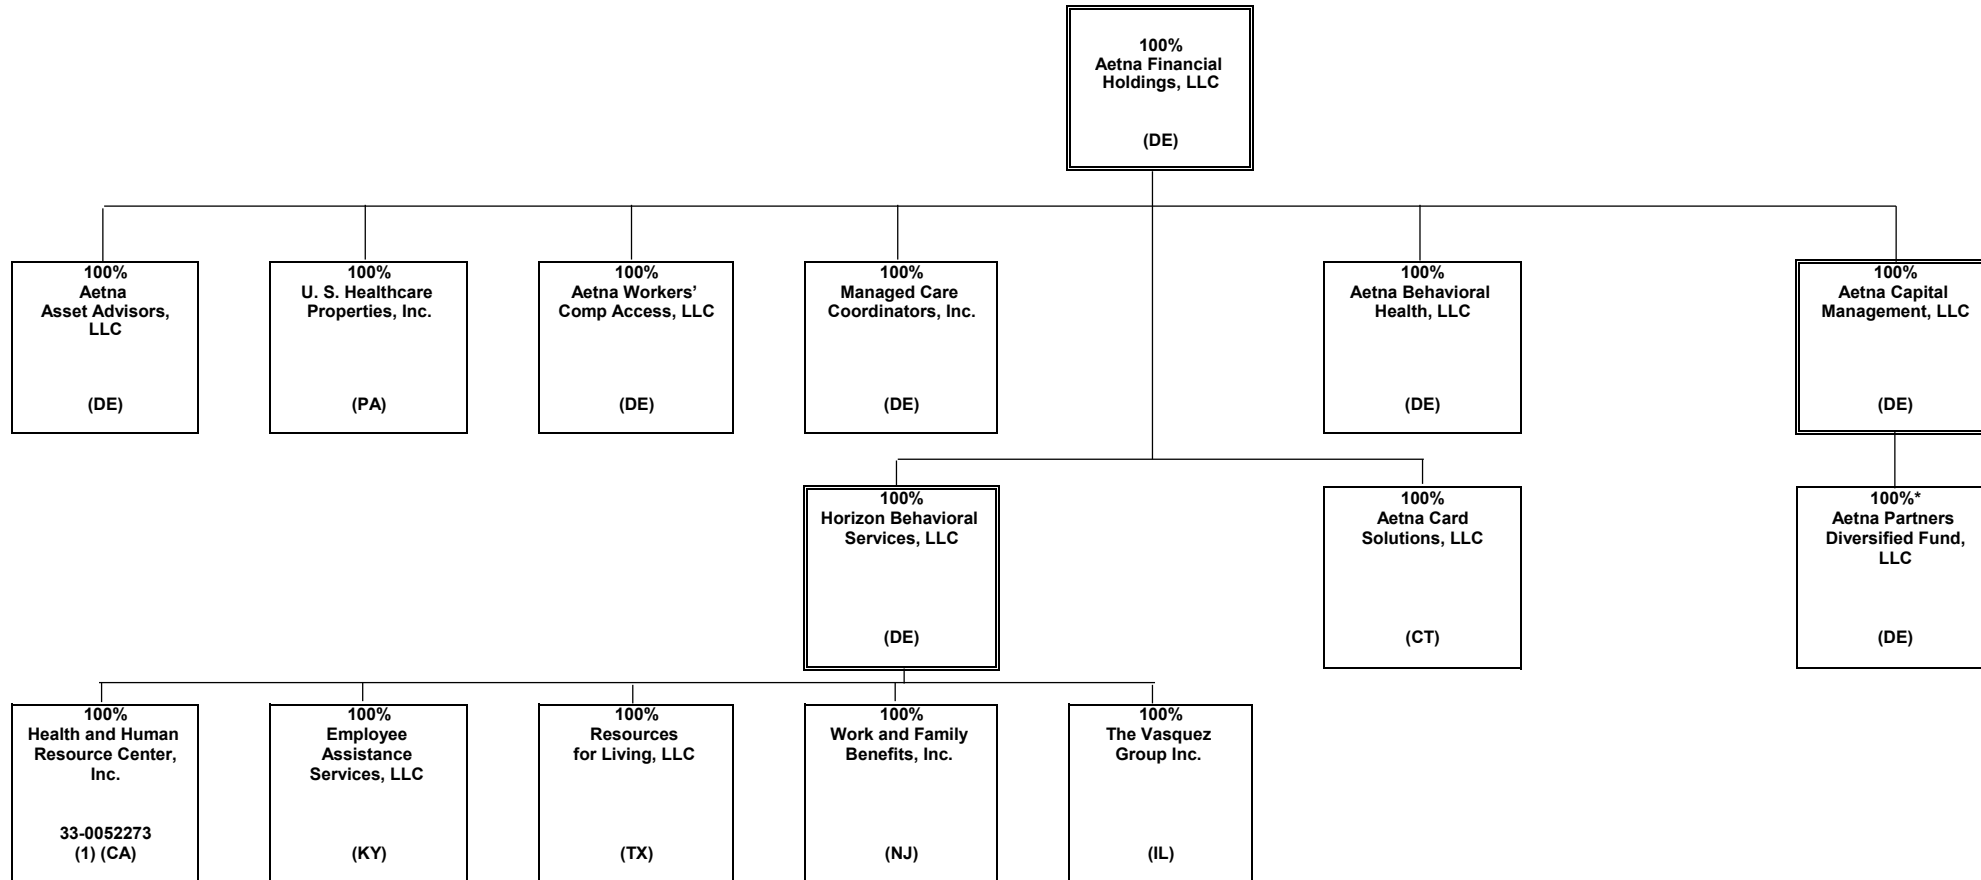 100%
Aetna Financial
Holdings, LLC
(DE)
100%
Aetna
Asset Advisors,
LLC
(DE)
100%
U. S. Healthcare
Properties, Inc.
(PA)
100%
Aetna Workers’
Comp Access, LLC
(DE)
100%
Managed Care
Coordinators, Inc.
(DE)
100%
Aetna Behavioral
Health, LLC
(DE)
100%
Aetna Capital
Management, LLC
(DE)
100%
Horizon Behavioral
Services, LLC
(DE)
100%
Aetna Card
Solutions, LLC
(CT)
100%*
Aetna Partners
Diversified Fund,
LLC
(DE)
100%
Health and Human
Resource Center,
Inc.
33-0052273
(1) (CA)
100%
Employee
Assistance
Services, LLC
(KY)
100%
Resources
for Living, LLC
(TX)
100%
Work and Family
Benefits, Inc.
(NJ)
100%
The Vasquez
Group Inc.
(IL)